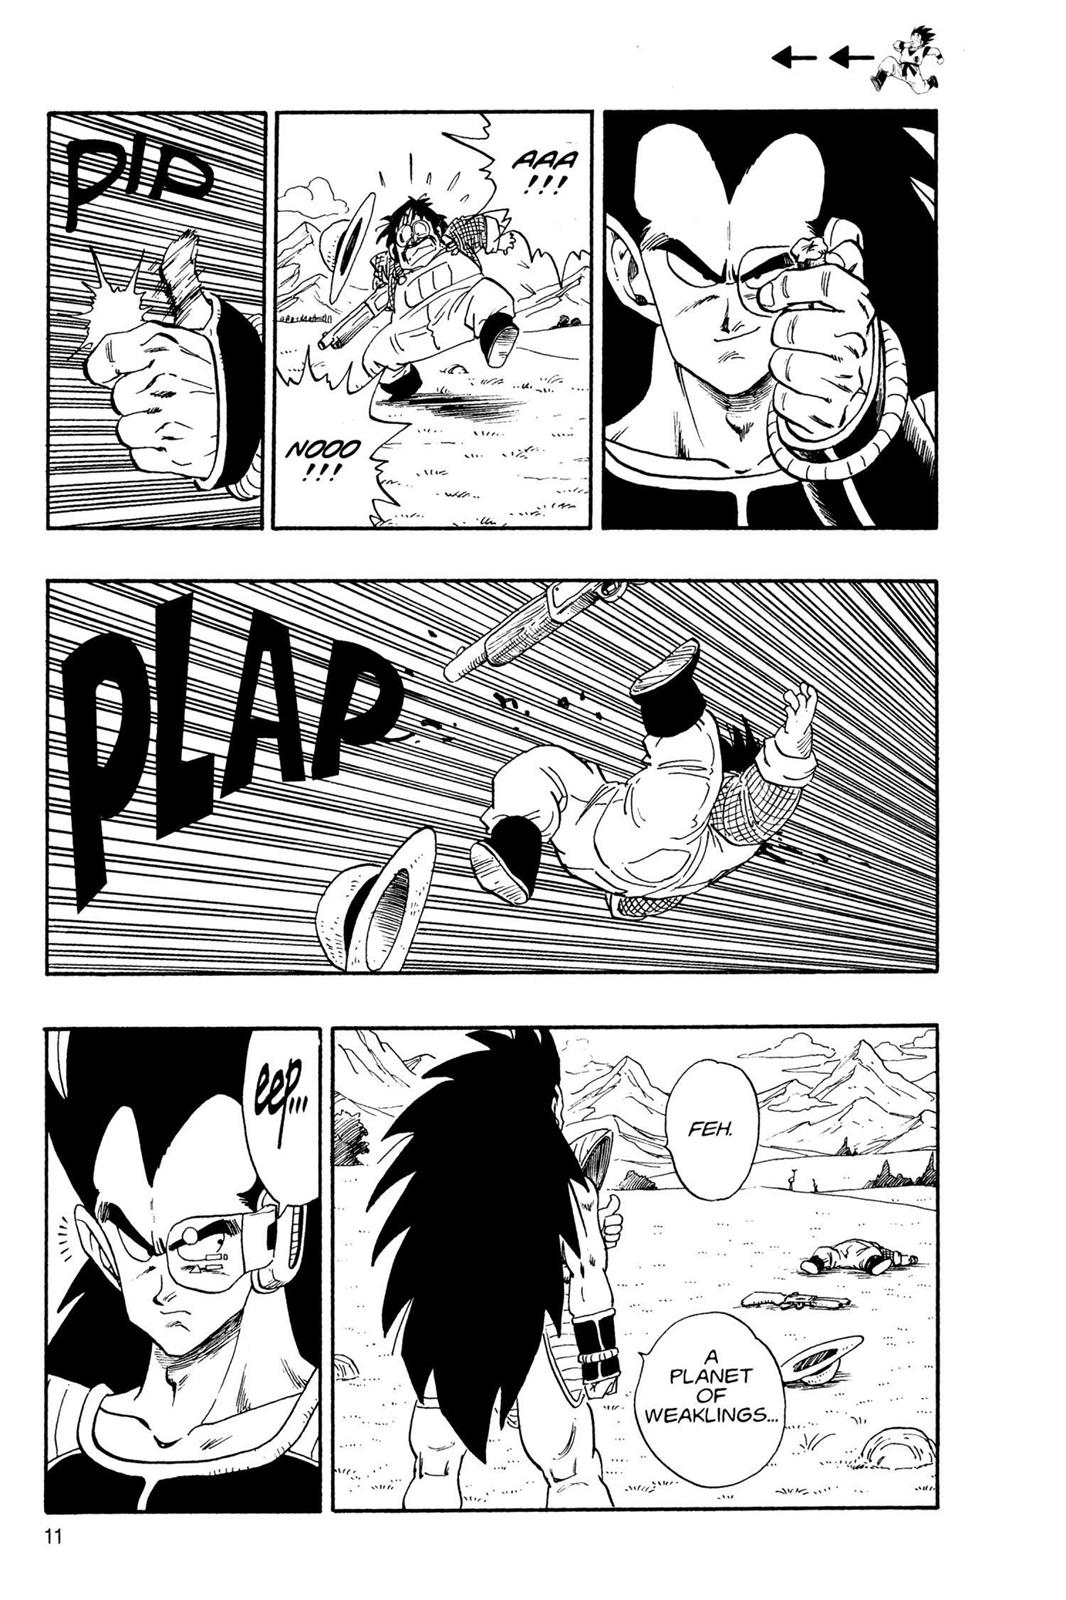 AAA
!!!
NOOO
!!!
PIP
PLAP
FEH.
A
PLANET
OF
WEAKLINGS...
eep...
11